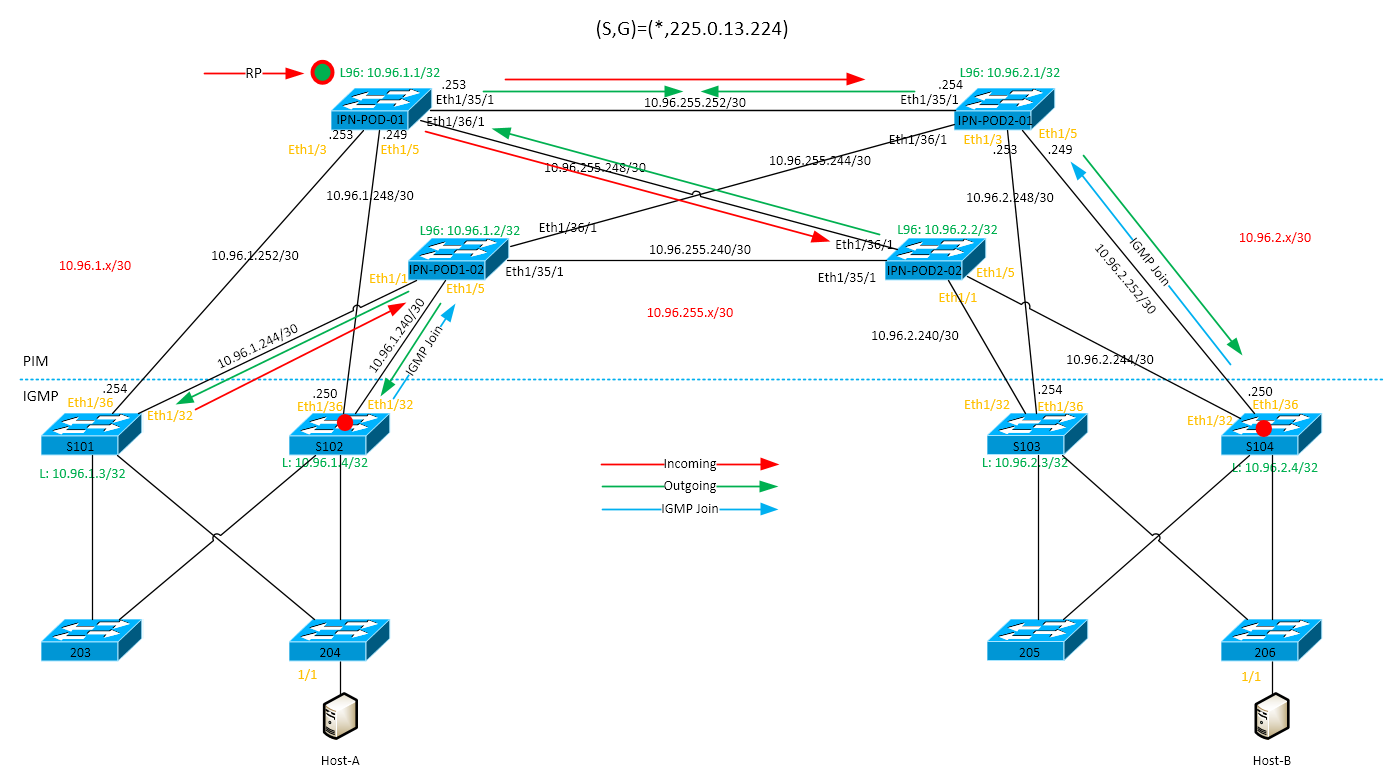 (S,G)=(*,225.0.13.224)
RP
L96: 10.96.1.1/32
L96: 10.96.2.1/32
.253
.254
Eth1/35/1
10.96.255.252/30
Eth1/35/1
IPN-POD-01
Eth1/36/1
IPN-POD2-01
.253
.249
Eth1/36/1
Eth1/3
Eth1/5
Eth1/3
Eth1/5
.253
.249
10.96.255.248/30
10.96.255.244/30
10.96.1.248/30
10.96.2.248/30
L96: 10.96.1.2/32
Eth1/36/1
L96: 10.96.2.2/32
10.96.2.x/30
10.96.1.252/30
10.96.255.240/30
Eth1/36/1
IGMP Join
10.96.2.252/30
10.96.1.x/30
IPN-POD1-02
Eth1/35/1
Eth1/35/1
IPN-POD2-02
Eth1/5
Eth1/1
Eth1/5
Eth1/1
10.96.255.x/30
10.96.1.244/30
10.96.1.240/30
IGMP Join
10.96.2.240/30
10.96.2.244/30
PIM
IGMP
.254
.250
.254
.250
Eth1/36
Eth1/32
Eth1/36
Eth1/32
Eth1/32
Eth1/36
Eth1/32
Eth1/36
S101
S102
S103
S104
L: 10.96.1.3/32
L: 10.96.1.4/32
L: 10.96.2.3/32
L: 10.96.2.4/32
Incoming
Outgoing
IGMP Join
203
204
205
206
1/1
1/1
Host-A
Host-B